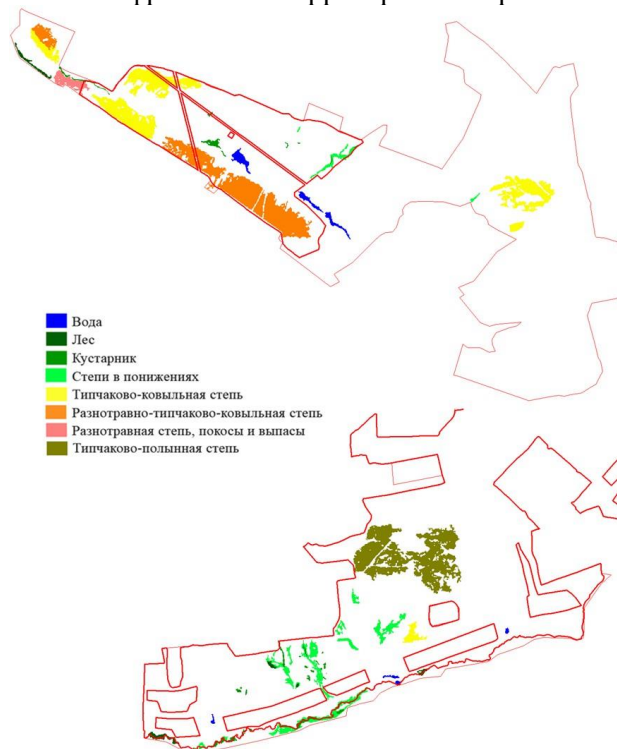 Вода
Лес
Кустарник
Степи в понижениях
Типчаково-ковыльная степь
Разнотравно-типчаково-ковыльная степь
Разнотравная степь, покосы и выпасы
Типчаково-полынная степь